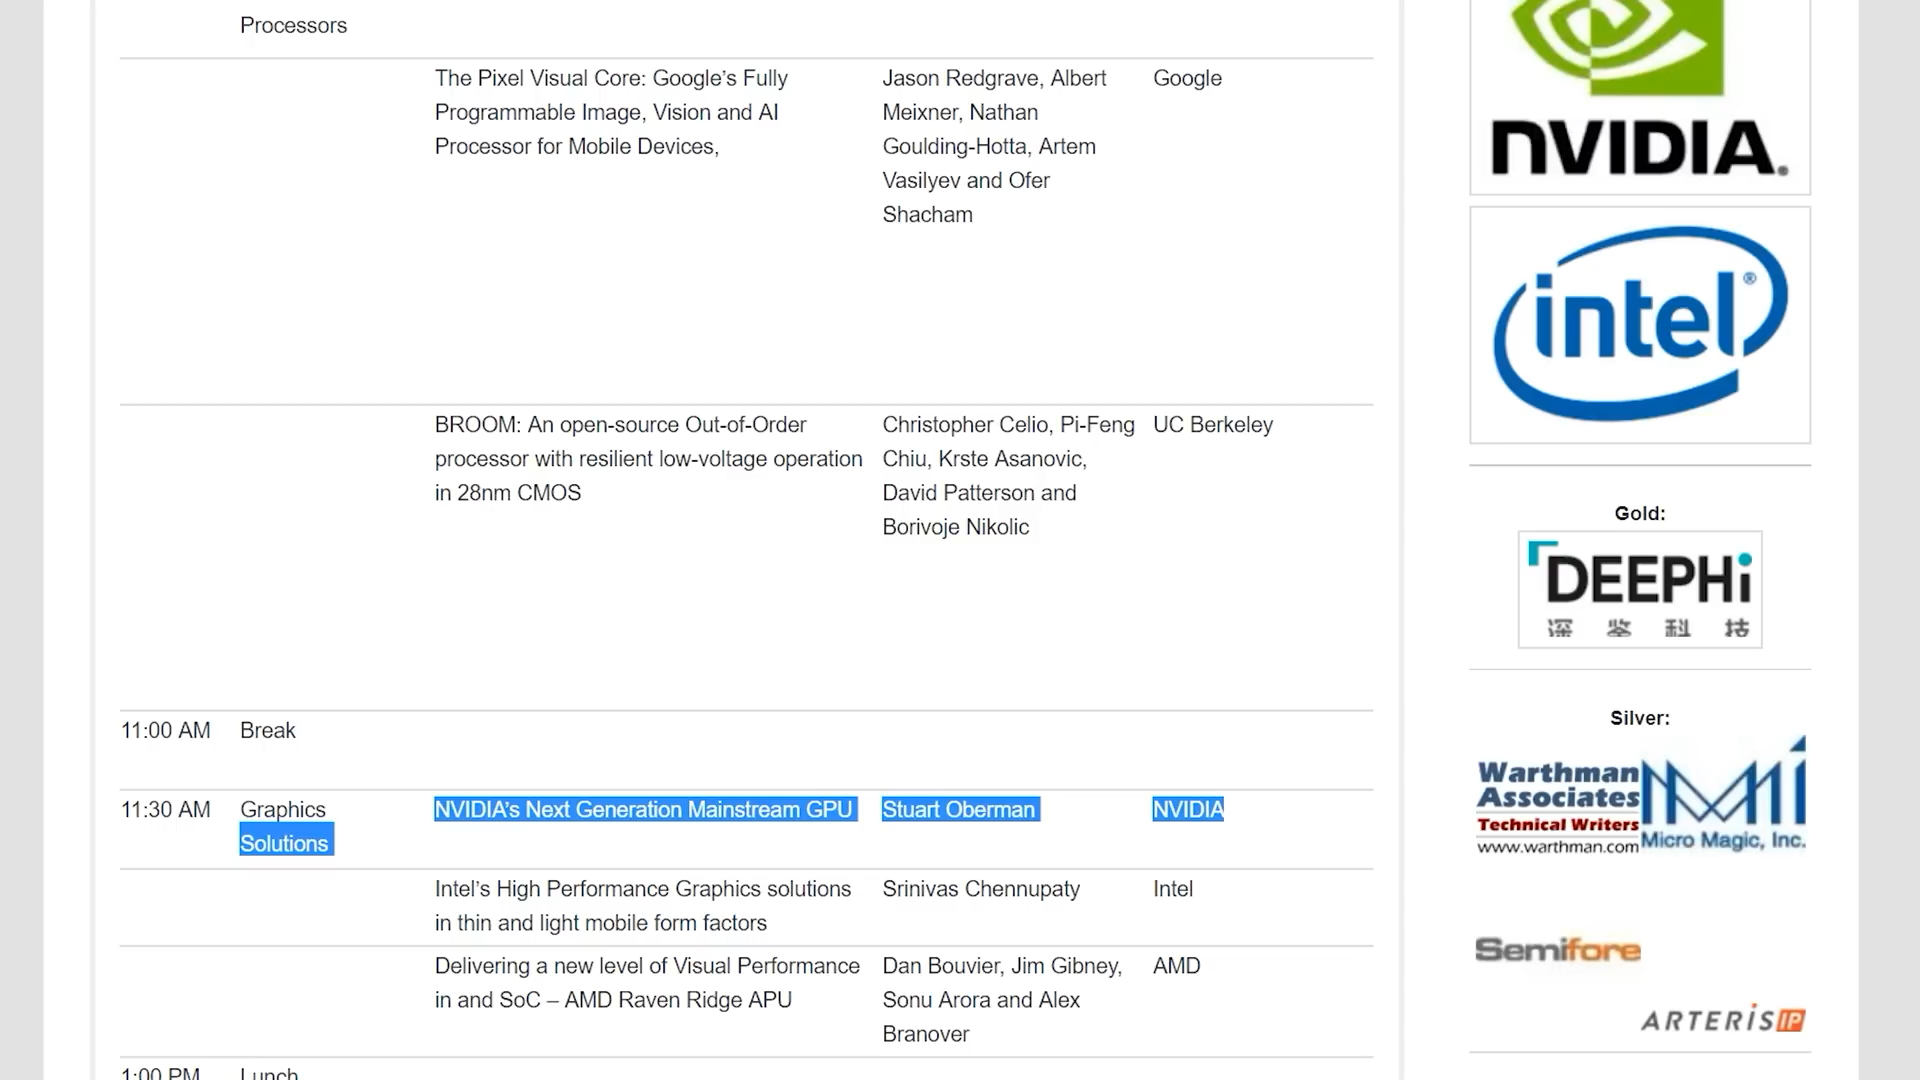 Processors
The Pixel Visual Core: Google's Fully
Programmable Image, Vision and AI
Processor for Mobile Devices,
Jason Redgrave, Albert
Meixner, Nathan
Goulding-Hotta, Artem
Vasilyev and Ofer
Shacham
Google
BROOM: An open-source Out-of-Order
processor with resilient low-voltage operation
in 28nm CMOS
Christopher Celio, Pi-Feng
Chiu, Krste Asanovic,
David Patterson and
Borivoje Nikolic
UC Berkeley
11:00 AM
Break
11:30 AM
Graphics
Solutions
NVIDIA's Next Generation Mainstream GPU
Stuart Oberman
NVIDIA
Intel's High Performance Graphics solutions
in thin and light mobile form factors
Srinivas Chennupaty
Intel
Delivering a new level of Visual Performance
in and SoC – AMD Raven Ridge APU
Dan Bouvier, Jim Gibney,
Sonu Arora and Alex
Branover
AMD
1:00 PM
Lunch
NVIDIA.
intel®
Gold:
DEEPHi
深 鉴 科 技
Silver:
Warthman
Associates
Technical Writers
www.warthman.com
Micro Magic, Inc.
Semifore
ARTERIS IP